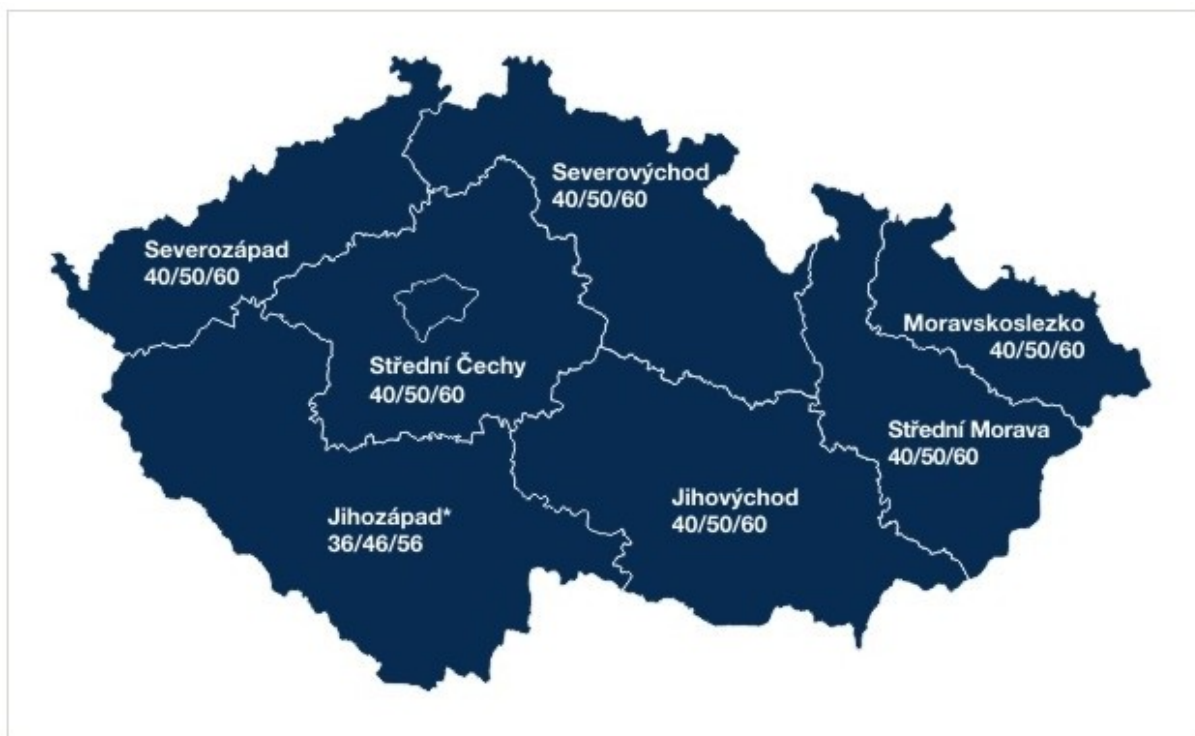 Severovýchod
40/50/60
Severozápad
40/50/60
Moravskoslezko
40/50/60
Střední Čechy
40/50/60
Střední Morava
40/50/60
Jihovýchod
40/50/60
Jihozápad*
36/46/56